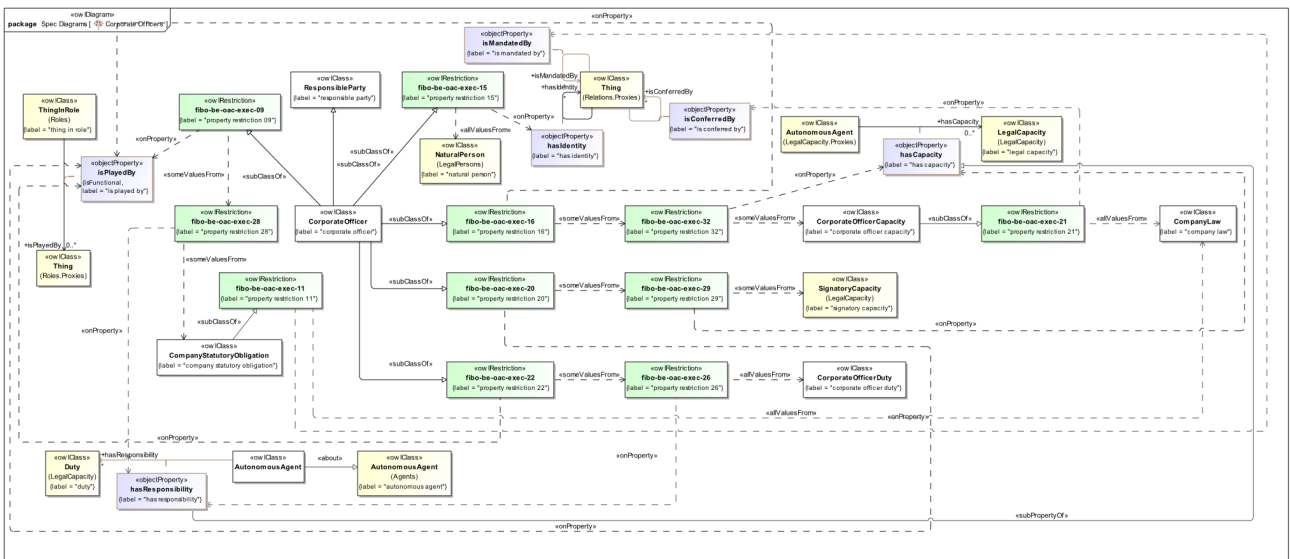 «owlDiagram»
package Spec Diagrams [ Corporate Officers ]
«onProperty»
«objectProperty»
isMandatedBy
{label = "is mandated by"}
«owlClass»
ThingInRole
(Roles)
{label = "thing in role"}
«owlRestriction»
fibo-be-oac-exec-09
{label = "property restriction 09"}
«owlClass»
ResponsibleParty
{label = "responsible party"}
«owlRestriction»
fibo-be-oac-exec-15
{label = "property restriction 15"}
+isMandatedBy
+hasIdentity
*
«owlClass»
Thing
(Relations.Proxies)
+isConferredBy
*
«objectProperty»
isConferredBy
{label = "is conferred by"}
«onProperty»
«owlClass»
AutonomousAgent
(LegalCapacity.Proxies)
+hasCapacity
0..*
«owlClass»
LegalCapacity
(LegalCapacity)
{label = "legal capacity"}
«onProperty»
«onProperty»
«allValuesFrom»
«objectProperty»
hasIdentity
{label = "has identity"}
«objectProperty»
hasCapacity
{label = "has capacity"}
«objectProperty»
isPlayedBy
{isFunctional,
label = "is played by"}
«someValuesFrom»
«subClassOf»
«subClassOf»
«subClassOf»
«owlClass»
NaturalPerson
(LegalPersons)
{label = "natural person"}
«onProperty»
«owlRestriction»
fibo-be-oac-exec-28
{label = "property restriction 28"}
«owlClass»
CorporateOfficer
{label = "corporate officer"}
«subClassOf»
«owlRestriction»
fibo-be-oac-exec-16
{label = "property restriction 16"}
«someValuesFrom»
«owlRestriction»
fibo-be-oac-exec-32
{label = "property restriction 32"}
«someValuesFrom»
«owlClass»
CorporateOfficerCapacity
{label = "corporate officer capacity"}
«subClassOf»
«owlRestriction»
fibo-be-oac-exec-21
{label = "property restriction 21"}
«allValuesFrom»
«owlClass»
CompanyLaw
{label = "company law"}
+isPlayedBy 0..*
«owlClass»
Thing
(Roles.Proxies)
«someValuesFrom»
«owlRestriction»
fibo-be-oac-exec-11
{label = "property restriction 11"}
«subClassOf»
«owlRestriction»
fibo-be-oac-exec-20
{label = "property restriction 20"}
«someValuesFrom»
«owlRestriction»
fibo-be-oac-exec-29
{label = "property restriction 29"}
«someValuesFrom»
«owlClass»
SignatoryCapacity
(LegalCapacity)
{label = "signatory capacity"}
«onProperty»
«subClassOf»
«onProperty»
«owlClass»
CompanyStatutoryObligation
{label = "company statutory obligation"}
«subClassOf»
«owlRestriction»
fibo-be-oac-exec-22
{label = "property restriction 22"}
«someValuesFrom»
«owlRestriction»
fibo-be-oac-exec-26
{label = "property restriction 26"}
«allValuesFrom»
«owlClass»
CorporateOfficerDuty
{label = "corporate officer duty"}
«allValuesFrom»
«onProperty»
«onProperty»
«owlClass»
Duty
(LegalCapacity)
{label = "duty"}
+hasResponsibility
*
«owlClass»
AutonomousAgent
«about»
«owlClass»
AutonomousAgent
(Agents)
{label = "autonomous agent"}
«onProperty»
«objectProperty»
hasResponsibility
{label = "has responsibility"}
«subPropertyOf»
«onProperty»